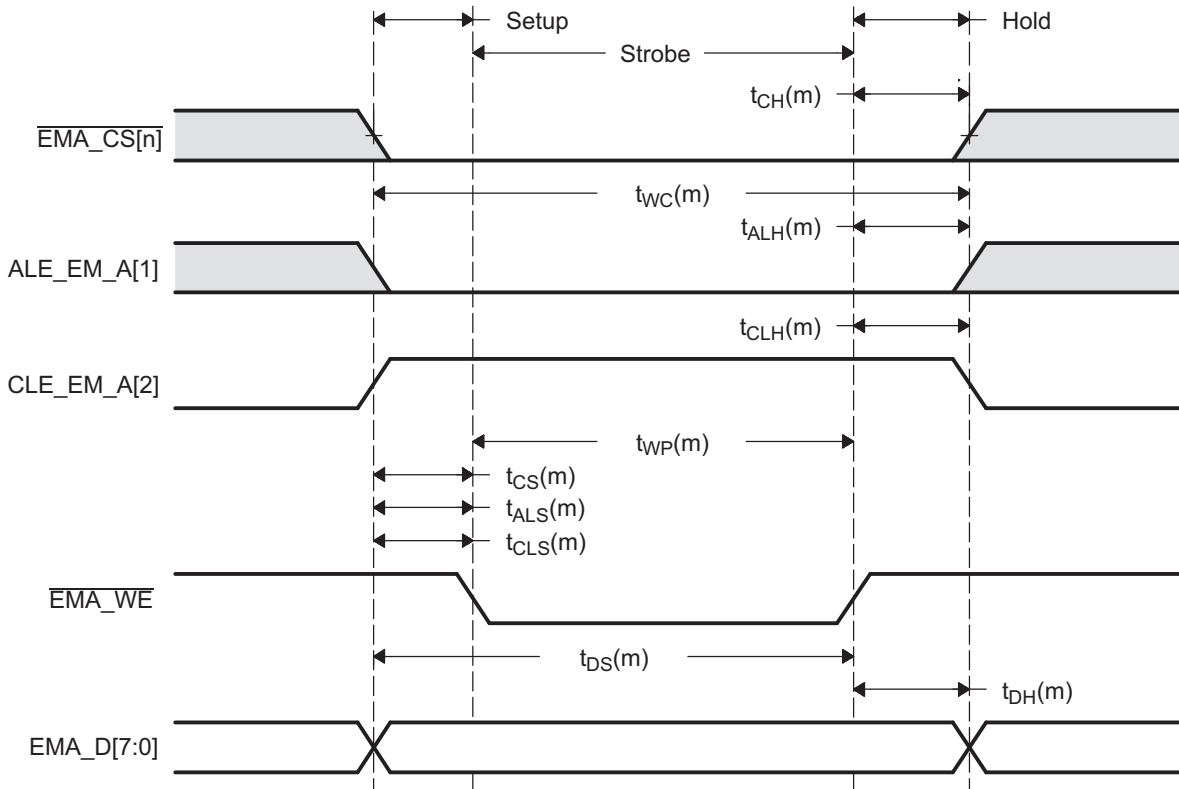 Setup
Hold
Strobe
tCH(m)
EMA_CS[n]
tWC(m)
tALH(m)
ALE_EM_A[1]
tCLH(m)
CLE_EM_A[2]
tWP(m)
tCS(m)
tALS(m)
tCLS(m)
EMA_WE
tDS(m)
tDH(m)
EMA_D[7:0]